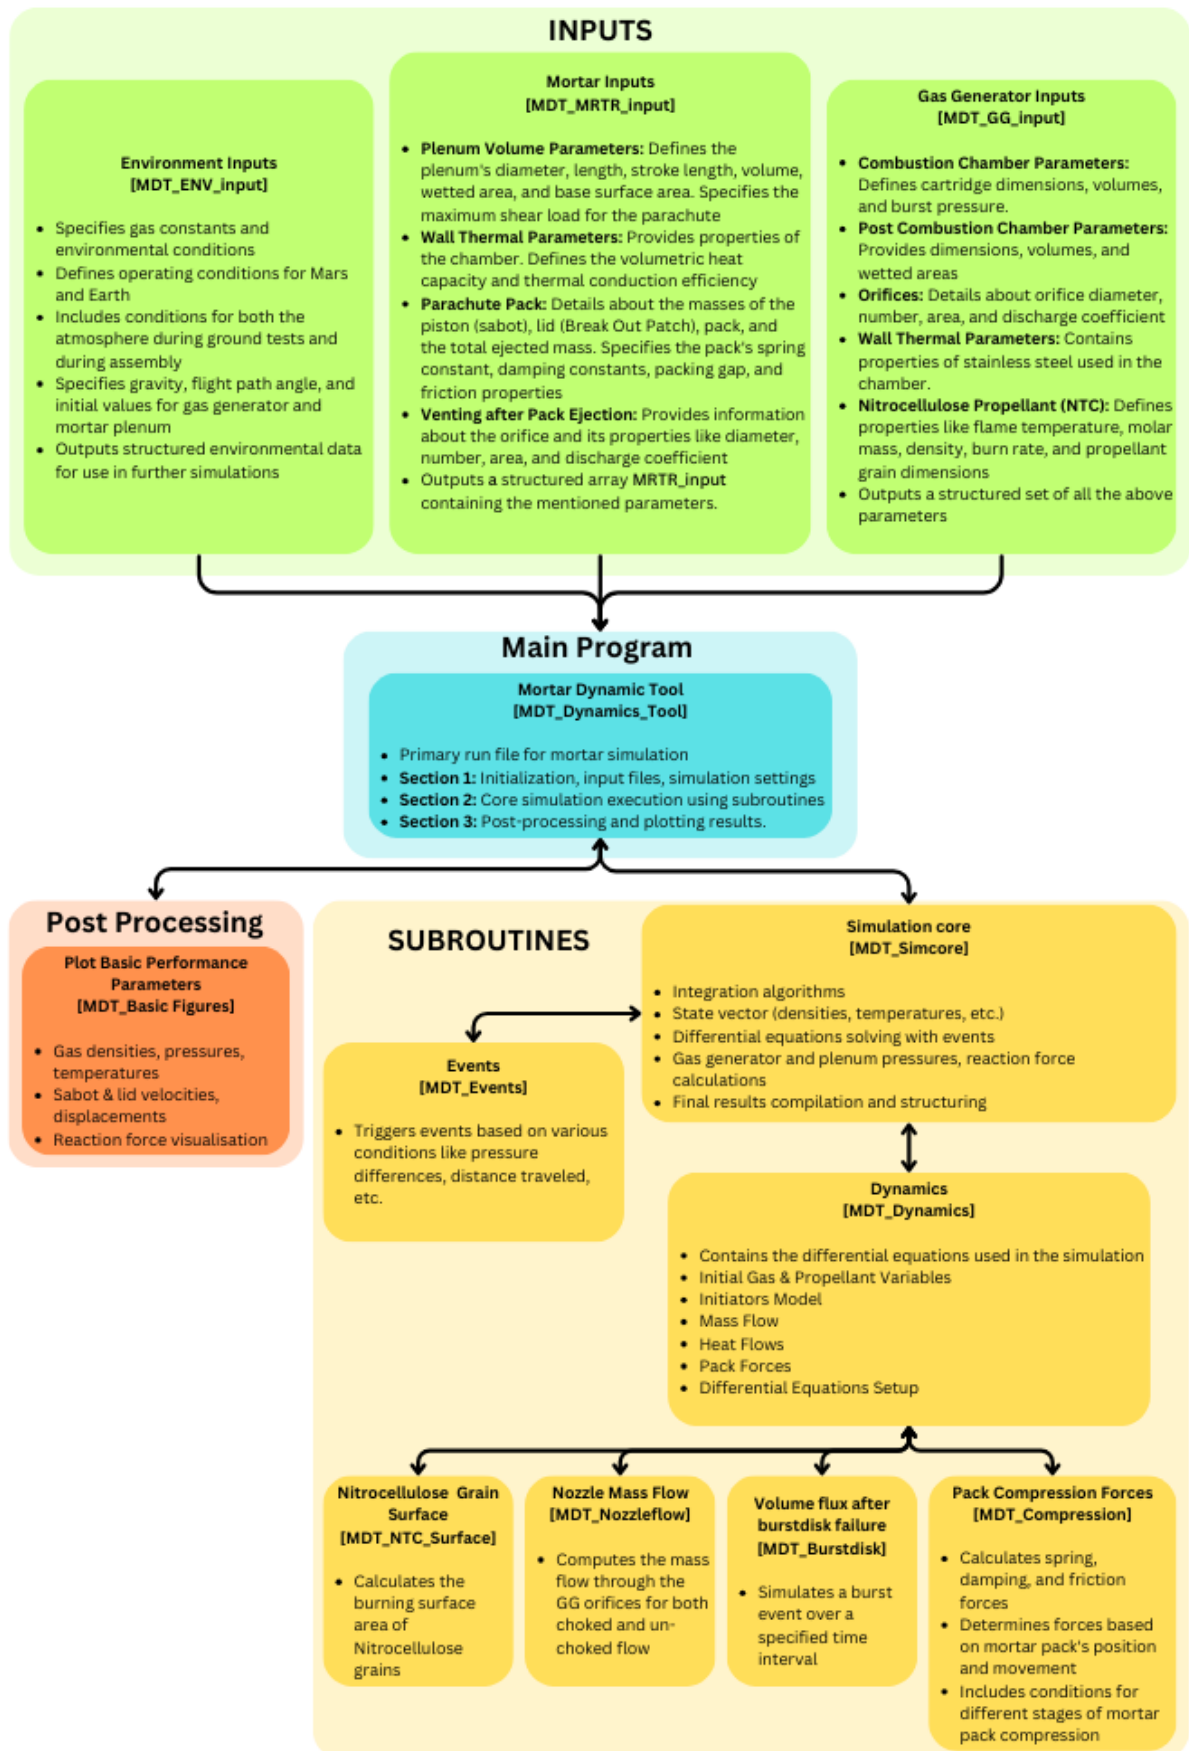 INPUTS
Environment Inputs
[MDT_ENV_input]
• Specifies gas constants and
environmental conditions
• Defines operating conditions for Mars
and Earth
• Includes conditions for both the
atmosphere during ground tests and
during assembly
• Specifies gravity, flight path angle, and
initial values for gas generator and
mortar plenum
• Outputs structured environmental data
for use in further simulations
Mortar Inputs
[MDT_MRTR_input]
• Plenum Volume Parameters: Defines the
plenum's diameter, length, stroke length, volume,
wetted area, and base surface area. Specifies the
maximum shear load for the parachute
• Wall Thermal Parameters: Provides properties of
the chamber. Defines the volumetric heat
capacity and thermal conduction efficiency
• Parachute Pack: Details about the masses of the
piston (sabot), lid (Break Out Patch), pack, and
the total ejected mass. Specifies the pack's spring
constant, damping constants, packing gap, and
friction properties
• Venting after Pack Ejection: Provides information
about the orifice and its properties like diameter,
number, area, and discharge coefficient
• Outputs a structured array MRTR_input
containing the mentioned parameters.
Gas Generator Inputs
[MDT_GG_input]
• Combustion Chamber Parameters:
Defines cartridge dimensions, volumes,
and burst pressure.
• Post Combustion Chamber Parameters:
Provides dimensions, volumes, and
wetted areas
• Orifices: Details about orifice diameter,
number, area, and discharge coefficient
• Wall Thermal Parameters: Contains
properties of stainless steel used in the
chamber.
• Nitrocellulose Propellant (NTC): Defines
properties like flame temperature, molar
mass, density, burn rate, and propellant
grain dimensions
• Outputs a structured set of all the above
parameters
Main Program
Mortar Dynamic Tool
[MDT_Dynamics_Tool]
• Primary run file for mortar simulation
• Section 1: Initialization, input files, simulation settings
• Section 2: Core simulation execution using subroutines
• Section 3: Post-processing and plotting results.
Post Processing
Plot Basic Performance
Parameters
[MDT_Basic Figures]
• Gas densities, pressures,
temperatures
• Sabot & lid velocities,
displacements
• Reaction force visualisation
SUBROUTINES
Simulation core
[MDT_Simcore]
• Integration algorithms
• State vector (densities, temperatures, etc.)
• Differential equations solving with events
• Gas generator and plenum pressures, reaction force
calculations
• Final results compilation and structuring
Events
[MDT_Events]
• Triggers events based on various
conditions like pressure
differences, distance traveled,
etc.
Dynamics
[MDT_Dynamics]
• Contains the differential equations used in the simulation
• Initial Gas & Propellant Variables
• Initiators Model
• Mass Flow
• Heat Flows
• Pack Forces
• Differential Equations Setup
Nitrocellulose Grain
Surface
[MDT_NTC_Surface]
• Calculates the
burning surface
area of
Nitrocellulose
grains
Nozzle Mass Flow
[MDT_Nozzleflow]
• Computes the mass
flow through the
GG orifices for both
choked and un-
choked flow
Volume flux after
burstdisk failure
[MDT_Burstdisk]
• Simulates a burst
event over a
specified time
interval
Pack Compression Forces
[MDT_Compression]
• Calculates spring,
damping, and friction
forces
• Determines forces based
on mortar pack's position
and movement
• Includes conditions for
different stages of mortar
pack compression